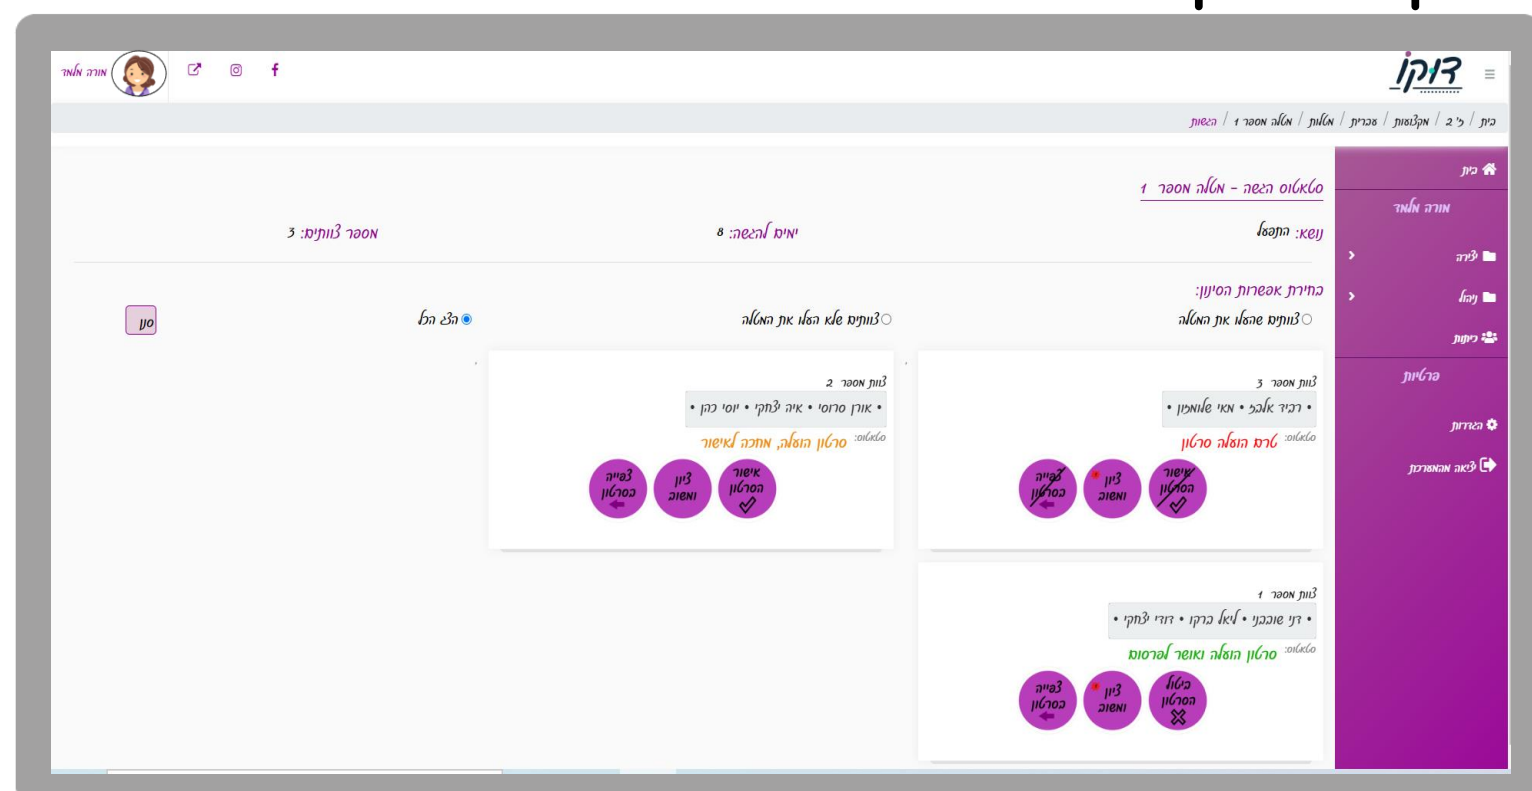 דוקו
מורה מלמד
בית / כ' 2 / מקצועות / עברית / מטלות / מטלה מספר 1 / הגשות
בית
מורה מלמד
יצירה
ניהול
כיתות
פרטיות
הגדרות
יציאה מהמערכת
סטאטוס הגשה - מטלה מספר 1
נושא: התפעל
ימים להגשה: 8
מספר צוותים: 3
בחירת אפשרות הסינון:
צוותים שהעלו את המטלה
צוותים שלא העלו את המטלה
הצג הכל
סנן
צוות מספר 3
• רביד אלבז • מאי שלומזון •
סטאטוס: טרם הועלה סרטון
אישור הסרטון
ציון ומשוב
צפייה בסרטון
צוות מספר 2
• אורן סרוסי • איה יצחקי • יוסי כהן •
סטאטוס: סרטון הועלה, מחכה לאישור
אישור הסרטון
ציון ומשוב
צפייה בסרטון
צוות מספר 1
• דני שובבני • ליאל ברקו • דודי יצחקי •
סטאטוס: סרטון הועלה ואושר לפרסום
ביטול הסרטון
ציון ומשוב
צפייה בסרטון